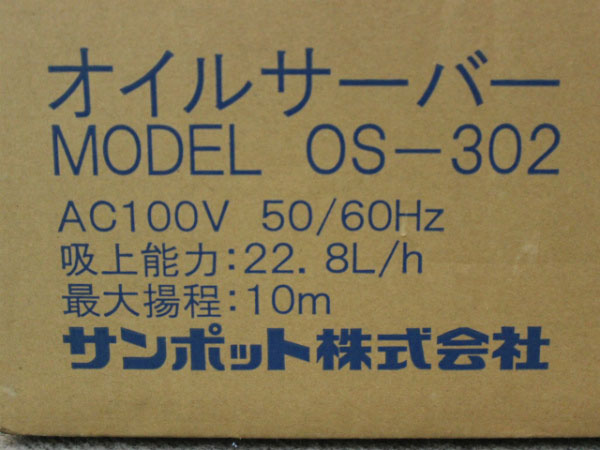 オイルサーバー
MODEL OS-302
AC100V 50/60Hz
吸上能力:22.8L/h
最大揚程:10m
サンポット株式会社